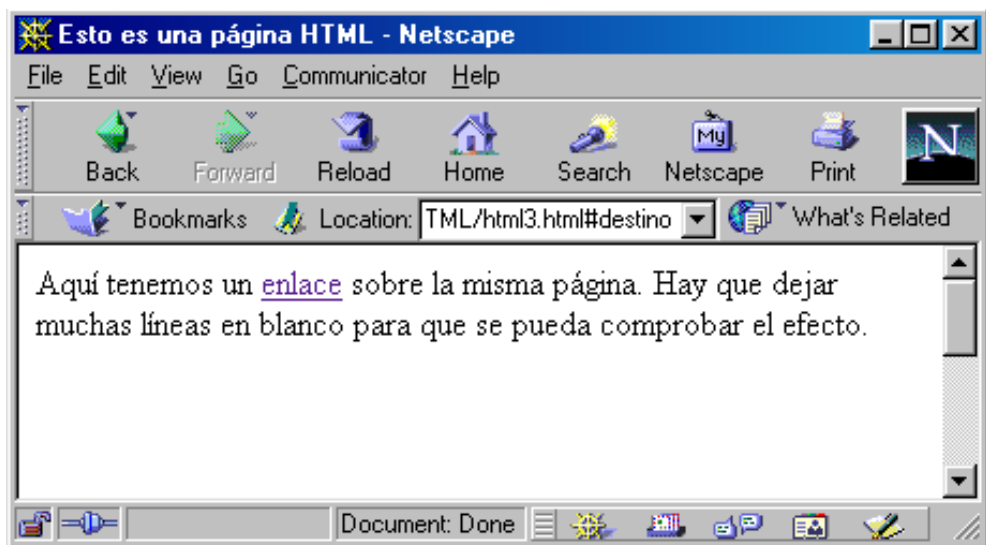 Esto es una página HTML - Netscape
File Edit View Go Communicator Help
Back Forward Reload Home Search My Netscape Print N
Bookmarks Location: TML/html3.html#destino What's Related
Aquí tenemos un enlace sobre la misma página. Hay que dejar
muchas líneas en blanco para que se pueda comprobar el efecto.
Document: Done